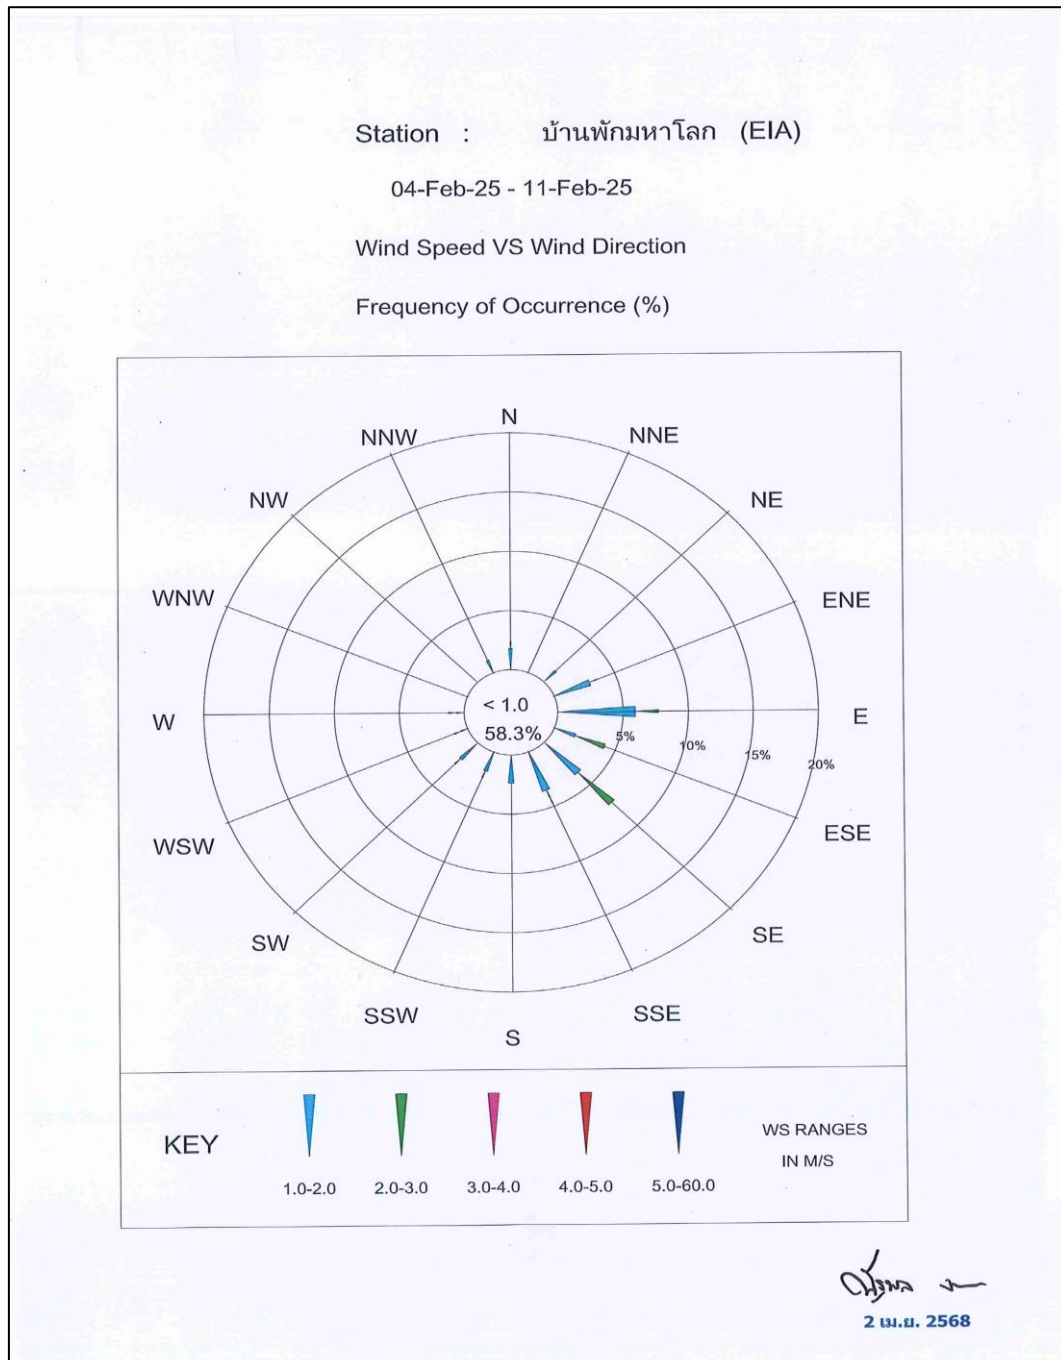 Station : บ้านพักมหาโลก (EIA)
04-Feb-25 - 11-Feb-25
Wind Speed VS Wind Direction
Frequency of Occurrence (%)
N
NNW NNE
NW NE
WNW ENE
< 1.0
W E
58.3%
5% 10% 15% 20%
WSW ESE
SW SE
SSW SSE
S
KEY
WS RANGES
IN M/S
1.0-2.0 2.0-3.0 3.0-4.0 4.0-5.0 5.0-60.0
2 เม.ย. 2568